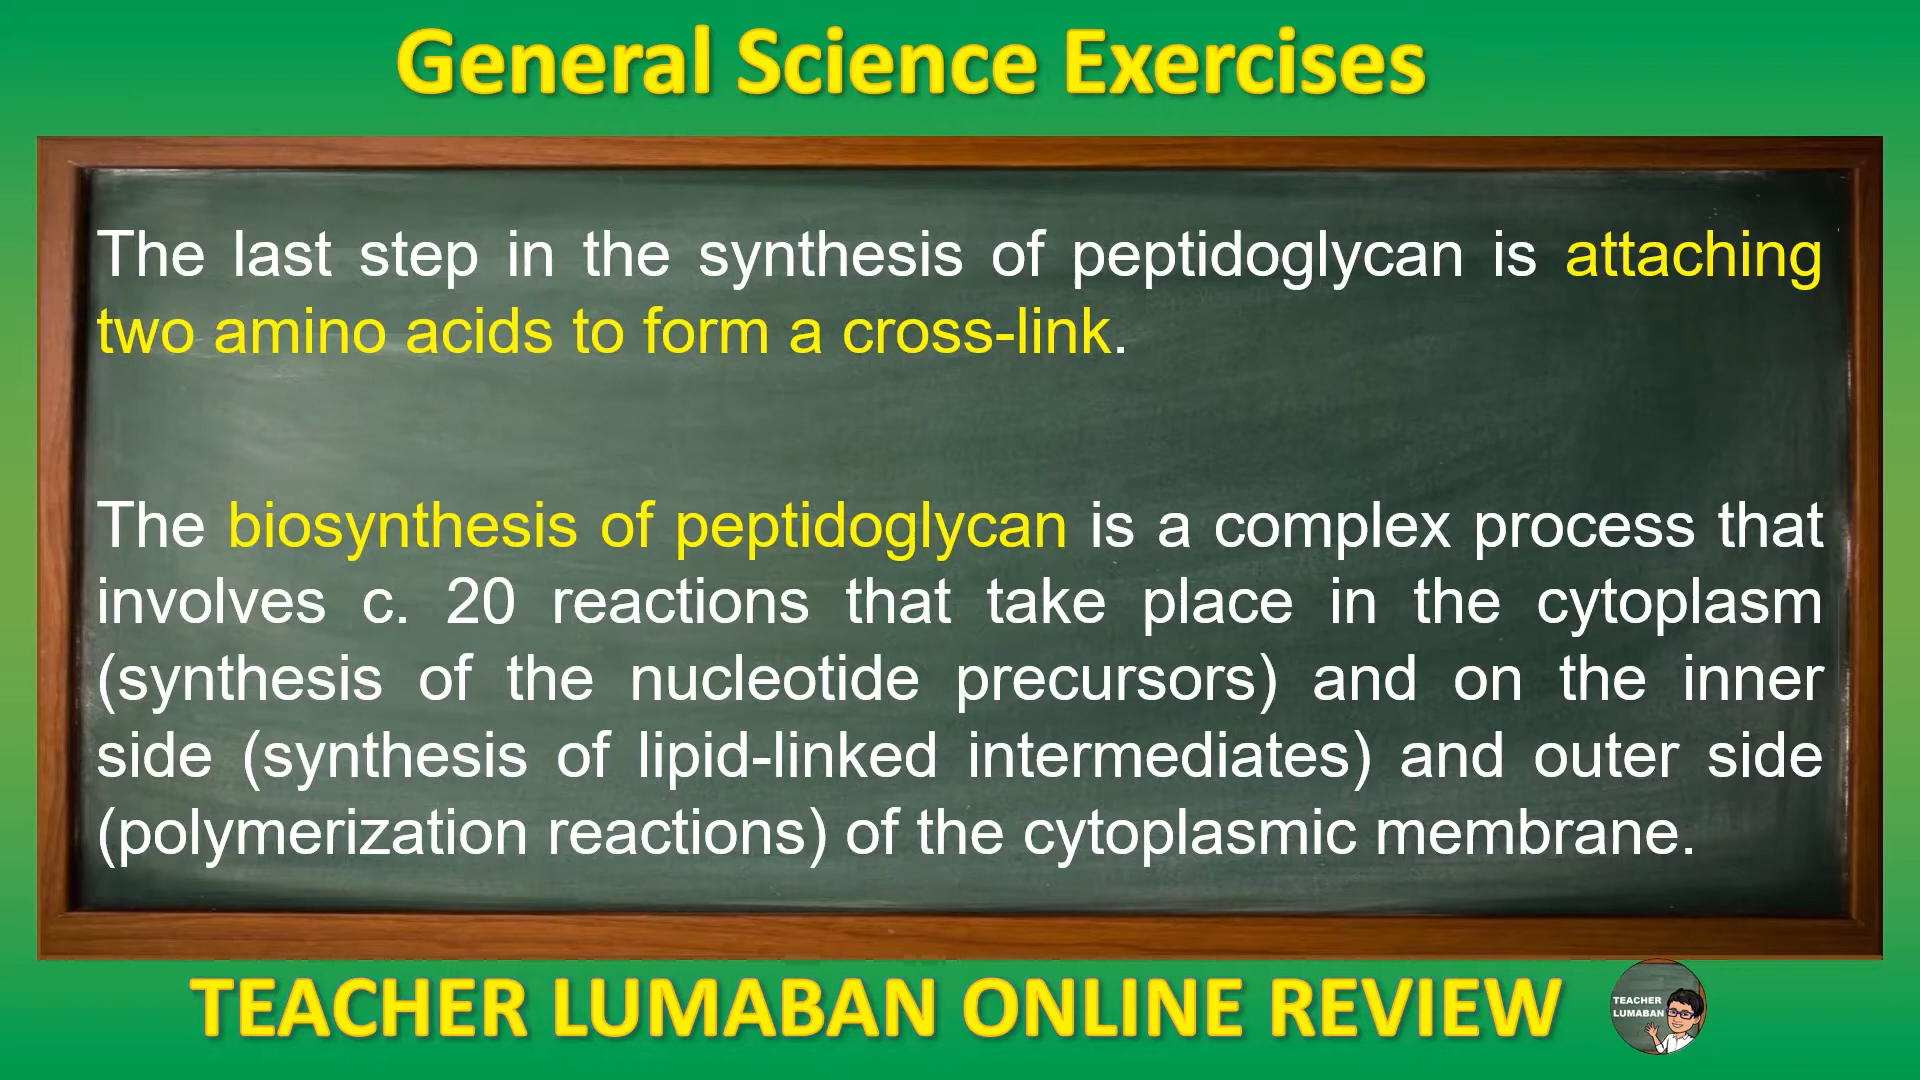 General Science Exercises
The last step in the synthesis of peptidoglycan is attaching
two amino acids to form a cross-link.
The biosynthesis of peptidoglycan is a complex process that
involves c. 20 reactions that take place in the cytoplasm
(synthesis of the nucleotide precursors) and on the inner
side (synthesis of lipid-linked intermediates) and outer side
(polymerization reactions) of the cytoplasmic membrane.
TEACHER LUMABAN ONLINE REVIEW
TEACHER
LUMABAN